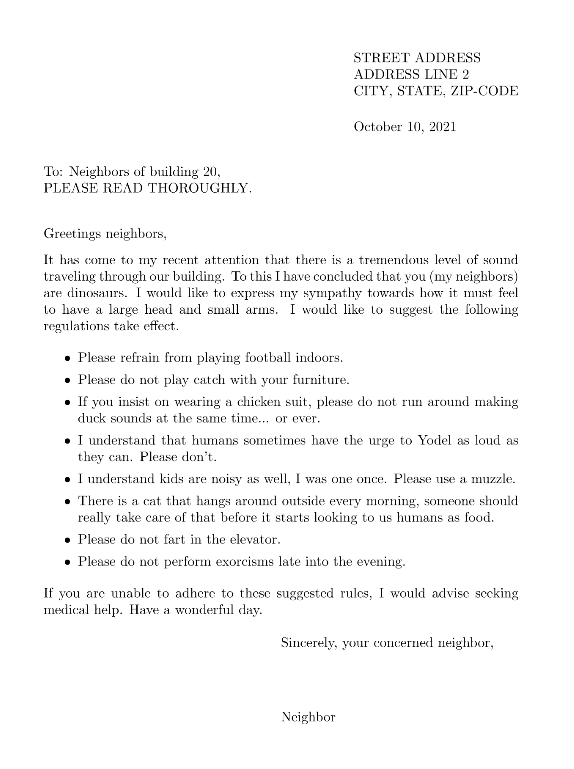 STREET ADDRESS
ADDRESS LINE 2
CITY, STATE, ZIP-CODE
October 10, 2021
To: Neighbors of building 20,
PLEASE READ THOROUGHLY.
Greetings neighbors,
It has come to my recent attention that there is a tremendous level of sound
traveling through our building. To this I have concluded that you (my neighbors)
are dinosaurs. I would like to express my sympathy towards how it must feel
to have a large head and small arms. I would like to suggest the following
regulations take effect.
• Please refrain from playing football indoors.
• Please do not play catch with your furniture.
• If you insist on wearing a chicken suit, please do not run around making
duck sounds at the same time... or ever.
• I understand that humans sometimes have the urge to Yodel as loud as
they can. Please don't.
• I understand kids are noisy as well, I was one once. Please use a muzzle.
• There is a cat that hangs around outside every morning, someone should
really take care of that before it starts looking to us humans as food.
• Please do not fart in the elevator.
• Please do not perform exorcisms late into the evening.
If you are unable to adhere to these suggested rules, I would advise seeking
medical help. Have a wonderful day.
Sincerely, your concerned neighbor,
Neighbor